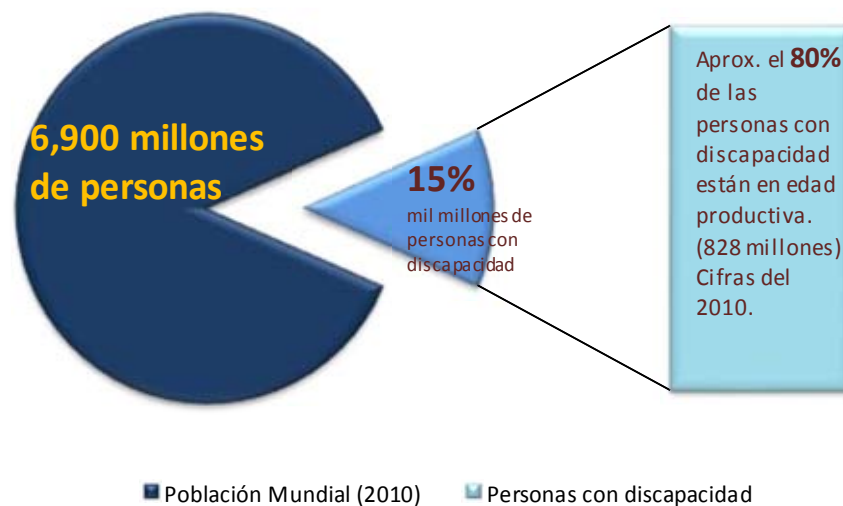 6,900 millones
de personas
15%
mil millones de
personas con
discapacidad
Aprox. el 80%
de las
personas con
discapacidad
están en edad
productiva.
(828 millones)
Cifras del
2010.
Población Mundial (2010)
Personas con discapacidad